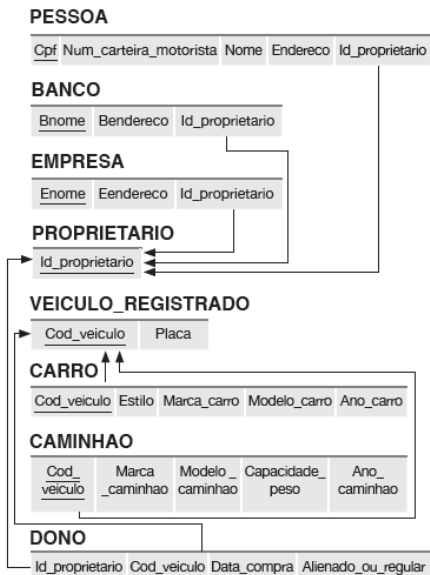 PESSOA
Cpf Num_carteira_motorista Nome Endereco Id_proprietario
BANCO
Bnome Bendereco Id_proprietario
EMPRESA
Enome Eendereco Id_proprietario
PROPRIETARIO
Id_proprietario
VEICULO_REGISTRADO
Cod_veiculo Placa
CARRO
Cod_veiculo Estilo Marca_carro Modelo_carro Ano_carro
CAMINHAO
Cod_ Marca Modelo_ Capacidade_ Ano_
veiculo _caminhao caminhao peso caminhao
DONO
Id_proprietario Cod_veiculo Data_compra Alienado_ou_regular